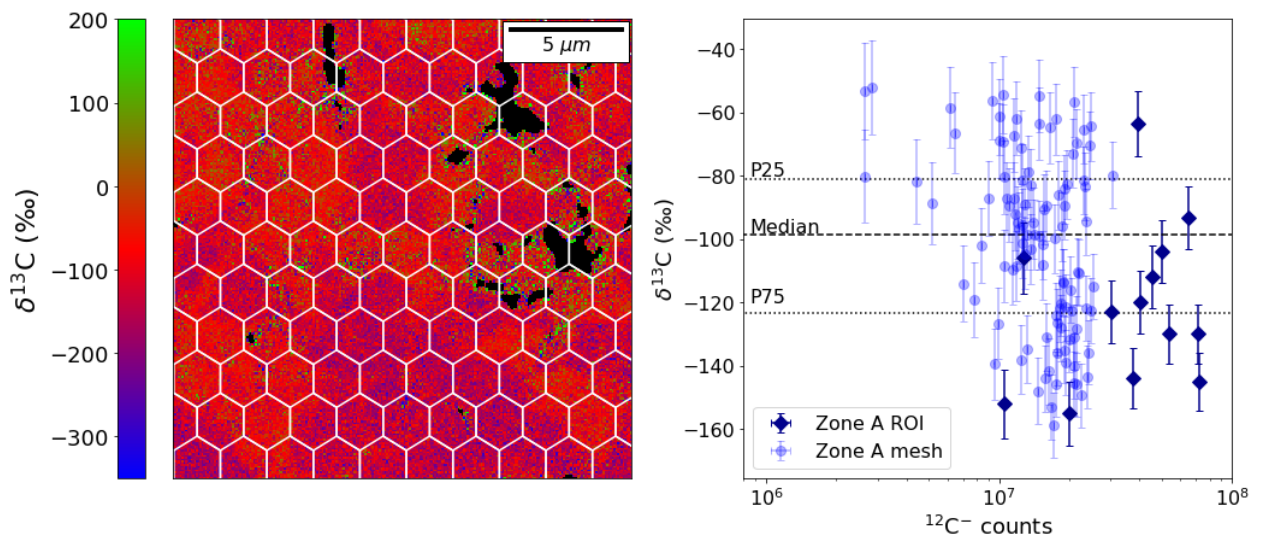 200
100
0
−100
−200
−300
δ¹³C (‰)
5 μm
−40
−60
−80
−100
−120
−140
−160
δ¹³C (‰)
P25
Median
P75
Zone A ROI
Zone A mesh
10⁶
10⁷
10⁸
¹²C⁻ counts